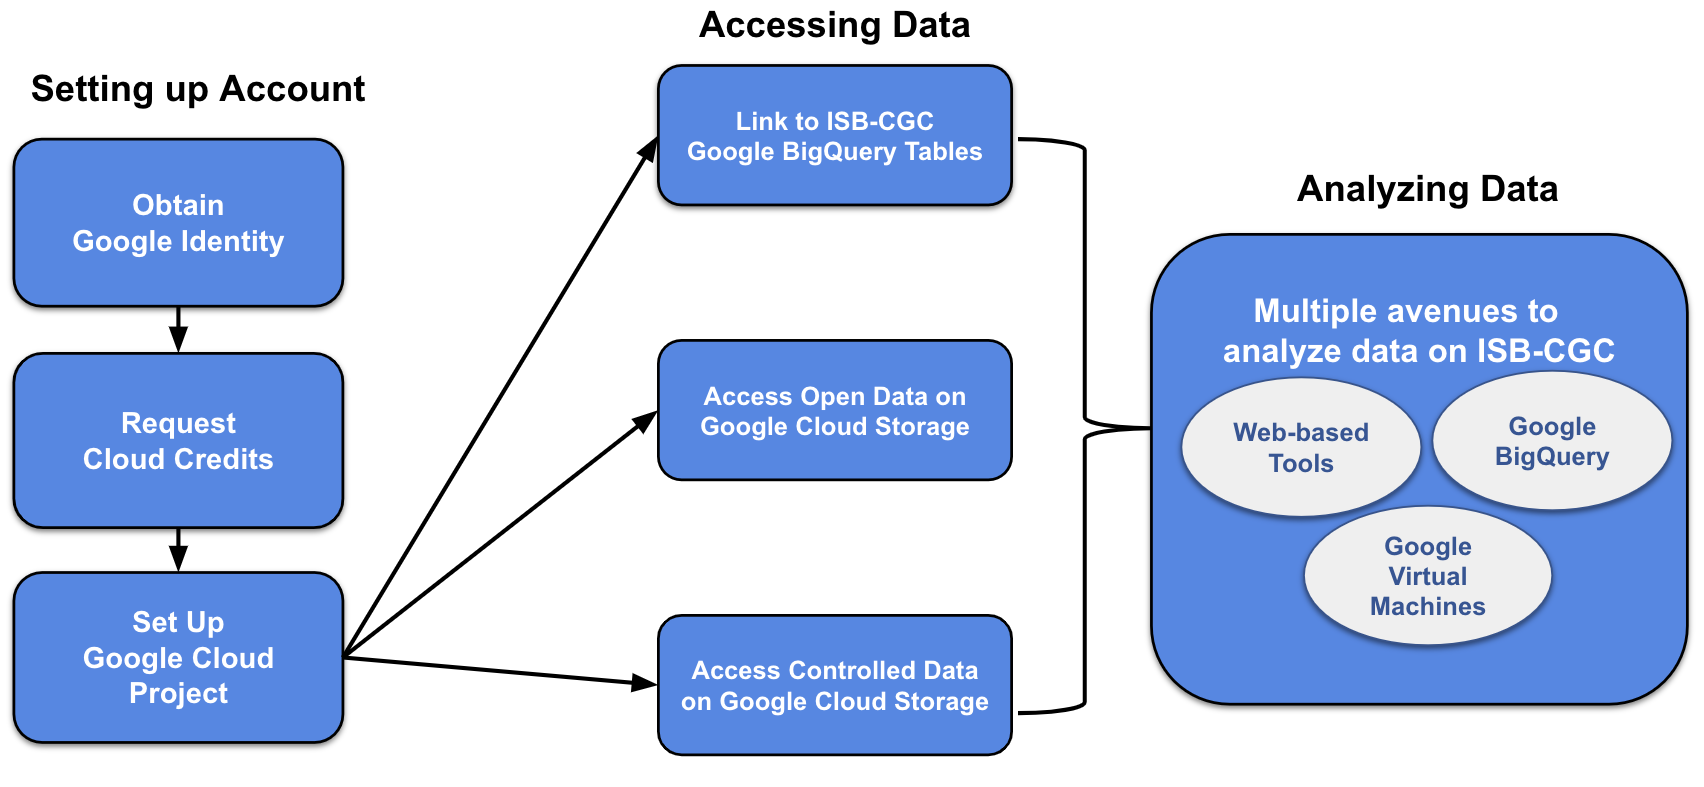 Setting up Account
Obtain
Google Identity
Request
Cloud Credits
Set Up
Google Cloud
Project
Accessing Data
Link to ISB-CGC
Google BigQuery Tables
Access Open Data on
Google Cloud Storage
Access Controlled Data
on Google Cloud Storage
Analyzing Data
Multiple avenues to
analyze data on ISB-CGC
Web-based
Tools
Google
BigQuery
Google
Virtual
Machines